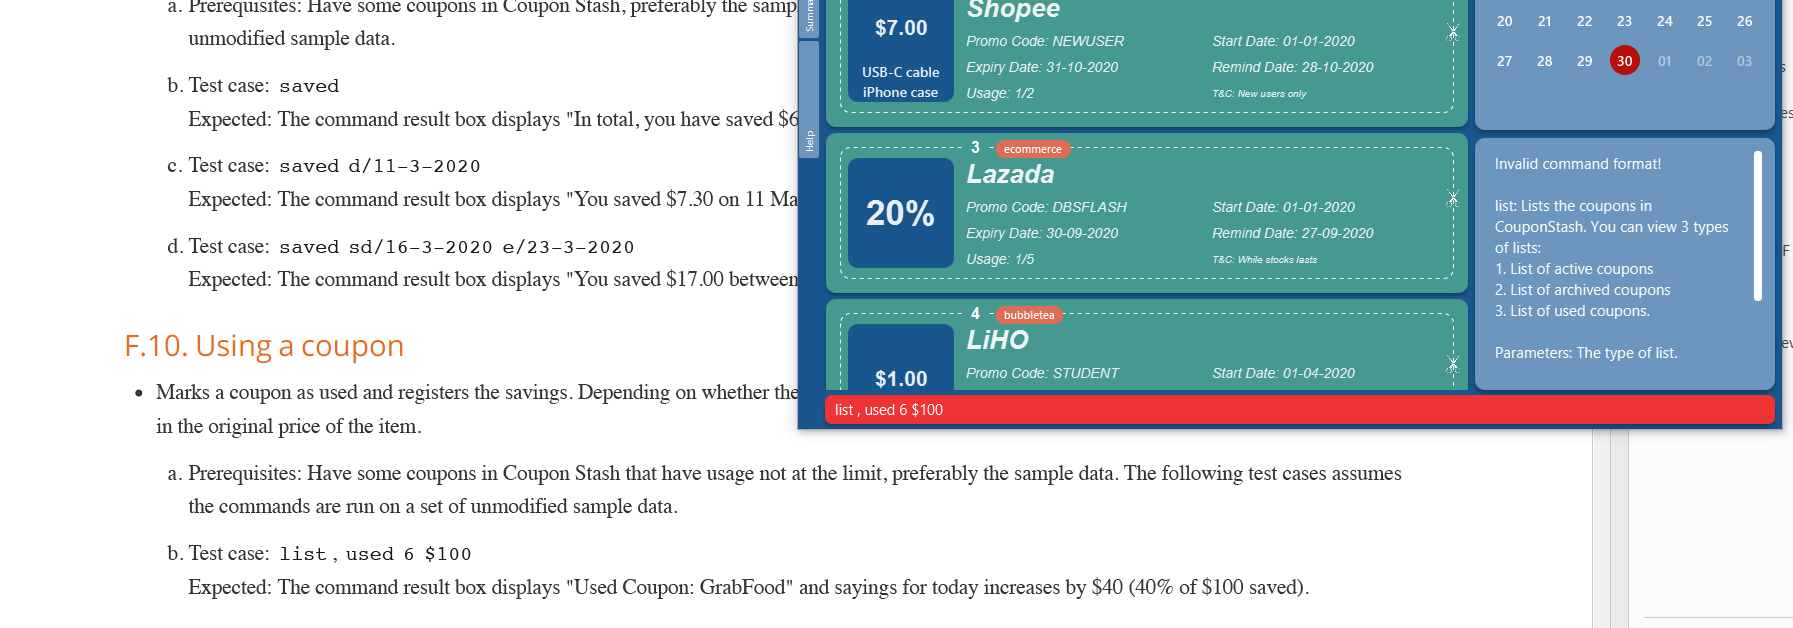 a. Prerequisites: Have some coupons in Coupon Stash, preferably the samp
unmodified sample data.
b. Test case: saved
Expected: The command result box displays "In total, you have saved $6
c. Test case: saved d/11-3-2020
Expected: The command result box displays "You saved $7.30 on 11 Ma
d. Test case: saved sd/16-3-2020 e/23-3-2020
Expected: The command result box displays "You saved $17.00 between
F.10. Using a coupon
• Marks a coupon as used and registers the savings. Depending on whether the
in the original price of the item.
a. Prerequisites: Have some coupons in Coupon Stash that have usage not at the limit, preferably the sample data. The following test cases assumes
the commands are run on a set of unmodified sample data.
b. Test case: list , used 6 $100
Expected: The command result box displays "Used Coupon: GrabFood" and sayings for today increases by $40 (40% of $100 saved).
Summa
Help
$7.00
USB-C cable
iPhone case
Shopee
Promo Code: NEWUSER
Start Date: 01-01-2020
Expiry Date: 31-10-2020
Remind Date: 28-10-2020
Usage: 1/2
T&C: New users only
3 ecommerce
20%
Lazada
Promo Code: DBSFLASH
Start Date: 01-01-2020
Expiry Date: 30-09-2020
Remind Date: 27-09-2020
Usage: 1/5
T&C: While stocks lasts
4 bubbletea
$1.00
LiHO
Promo Code: STUDENT
Start Date: 01-04-2020
20 21 22 23 24 25 26
27 28 29 30 01 02 03
Invalid command format!
list: Lists the coupons in
CouponStash. You can view 3 types
of lists:
1. List of active coupons
2. List of archived coupons
3. List of used coupons.
Parameters: The type of list.
list , used 6 $100